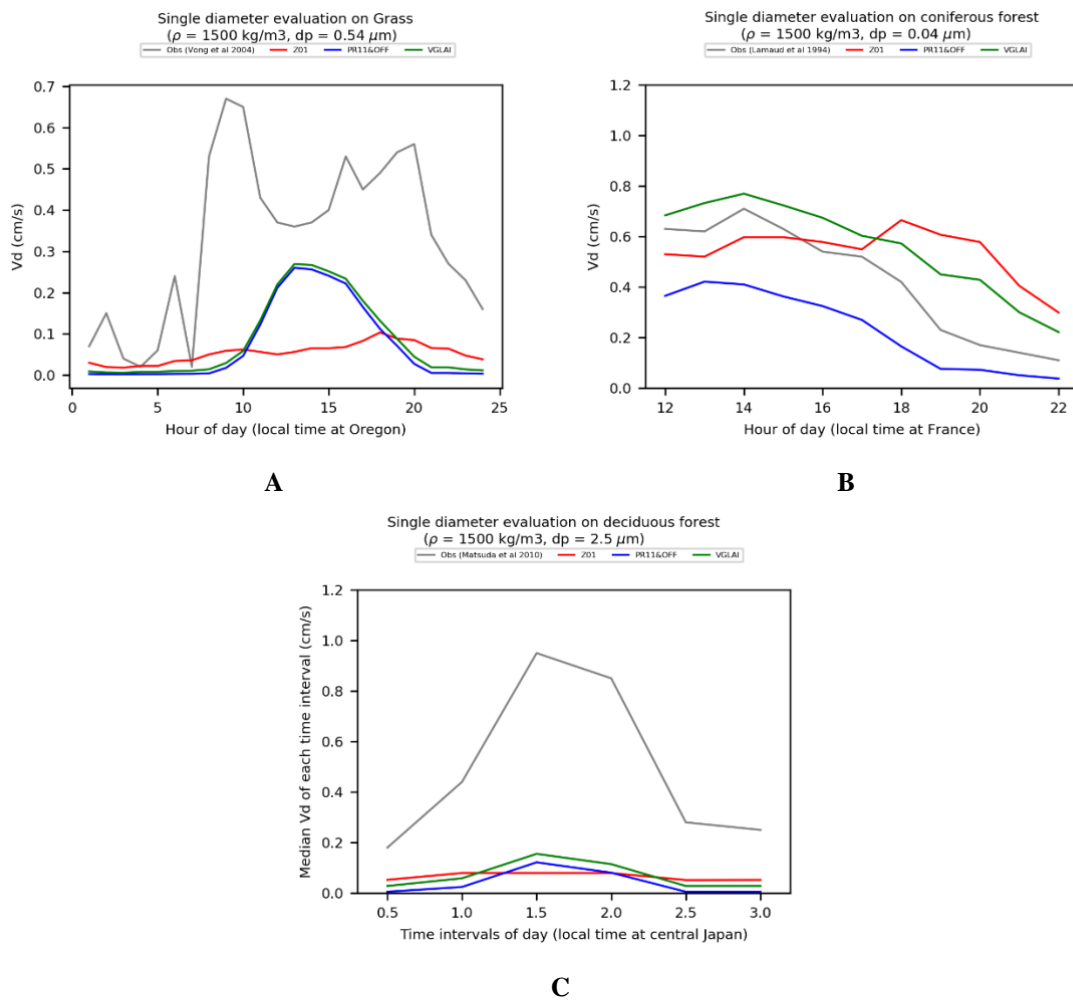 Single diameter evaluation on Grass
(ρ = 1500 kg/m3, dp = 0.54 μm)
Obs (Vong et al 2004) Z01 PR11&OFF VGLAI
0.7
0.6
0.5
0.4
0.3
0.2
0.1
0.0
Vd (cm/s)
0 5 10 15 20 25
Hour of day (local time at Oregon)
A
Single diameter evaluation on coniferous forest
(ρ = 1500 kg/m3, dp = 0.04 μm)
Obs (Lamaud et al 1994) Z01 PR11&OFF VGLAI
1.2
1.0
0.8
0.6
0.4
0.2
0.0
Vd (cm/s)
12 14 16 18 20 22
Hour of day (local time at France)
B
Single diameter evaluation on deciduous forest
(ρ = 1500 kg/m3, dp = 2.5 μm)
Obs (Matsuda et al 2010) Z01 PR11&OFF VGLAI
1.2
1.0
0.8
0.6
0.4
0.2
0.0
Median Vd of each time interval (cm/s)
0.5 1.0 1.5 2.0 2.5 3.0
Time intervals of day (local time at central Japan)
C